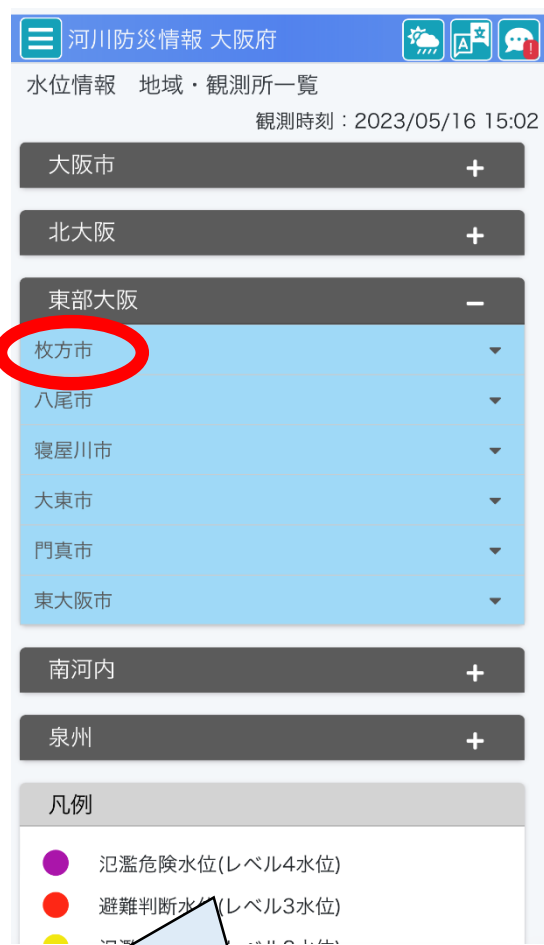 河川防災情報 大阪府
水位情報 地域・観測所一覧
観測時刻：2023/05/16 15:02
大阪市
北大阪
東部大阪
枚方市
八尾市
寝屋川市
大東市
門真市
東大阪市
南河内
泉州
凡例
氾濫危険水位(レベル4水位)
避難判断水位(レベル3水位)